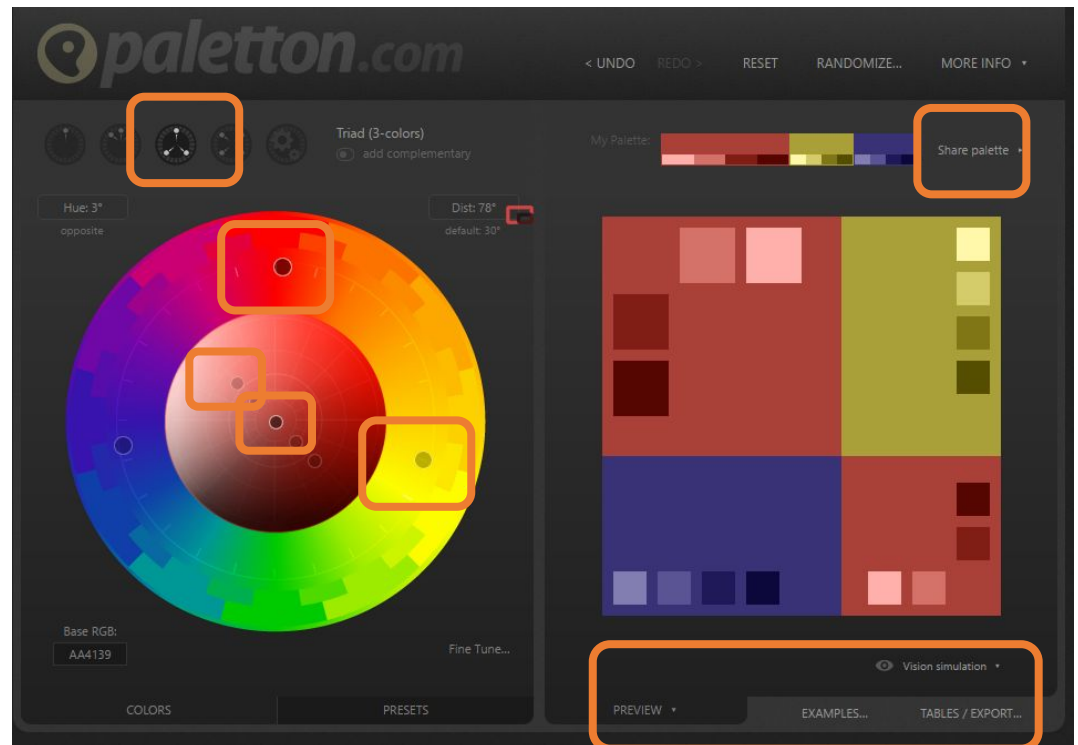 paletton.com
< UNDO REDO > RESET RANDOMIZE... MORE INFO ▾
Triad (3-colors)
add complementary
My Palette:
Share palette ▸
Hue: 3°
opposite
Dist: 78°
default: 30°
Base RGB:
AA4139
Fine Tune...
Vision simulation ▾
COLORS PRESETS
PREVIEW ▾ EXAMPLES... TABLES / EXPORT...